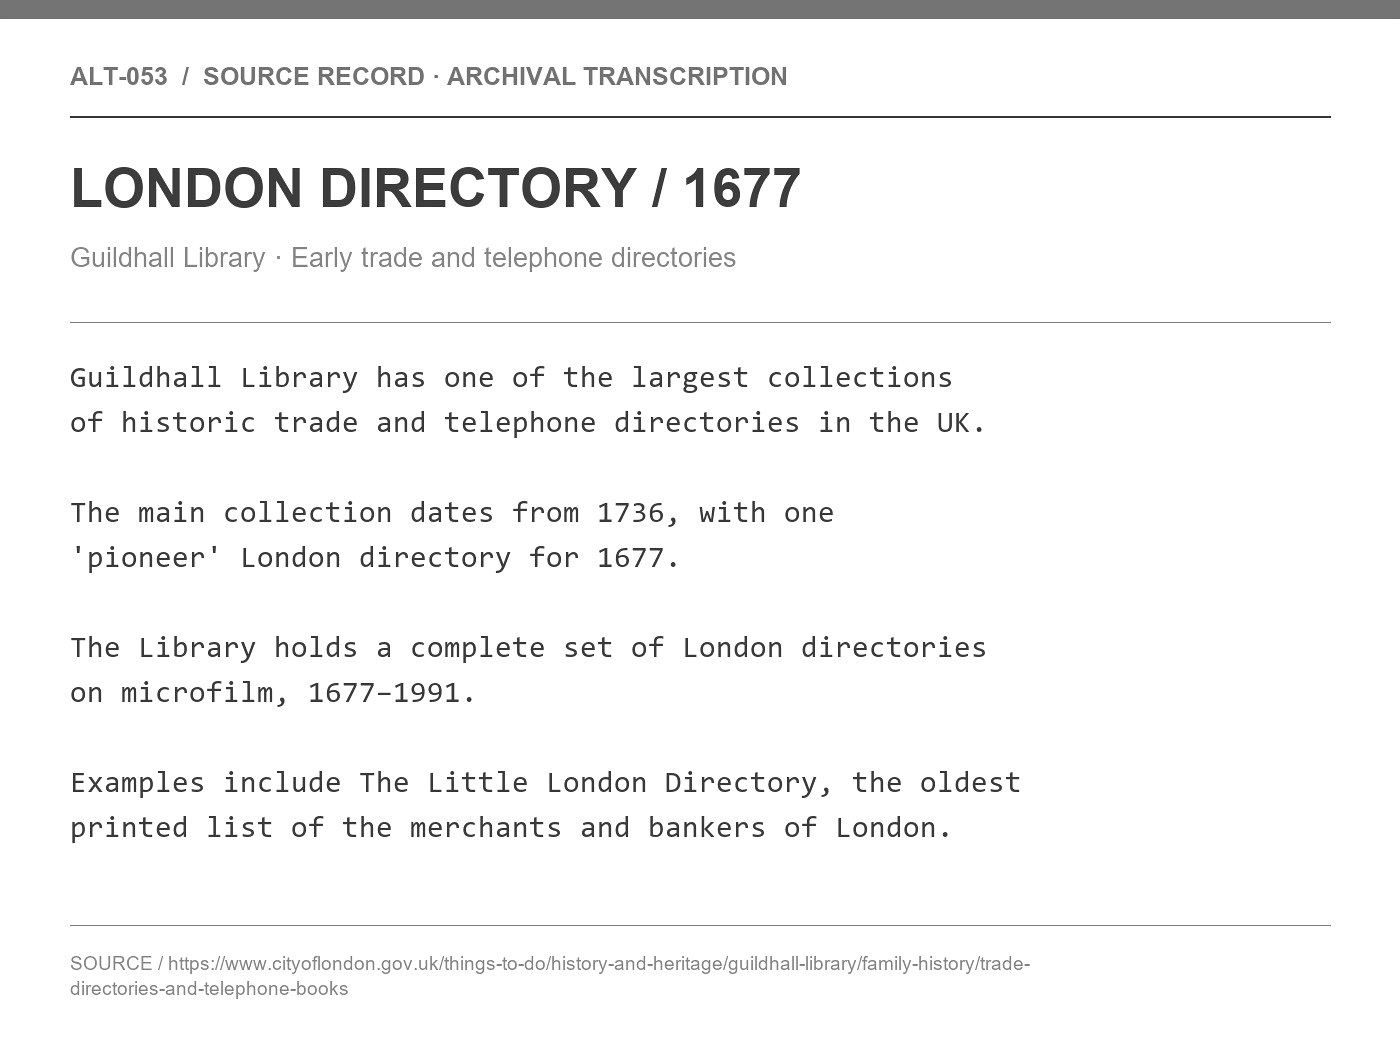 ALT-053 / SOURCE RECORD · ARCHIVAL TRANSCRIPTION
LONDON DIRECTORY / 1677
Guildhall Library · Early trade and telephone directories
Guildhall Library has one of the largest collections
of historic trade and telephone directories in the UK.
The main collection dates from 1736, with one
'pioneer' London directory for 1677.
The Library holds a complete set of London directories
on microfilm, 1677–1991.
Examples include The Little London Directory, the oldest
printed list of the merchants and bankers of London.
SOURCE / https://www.cityoflondon.gov.uk/things-to-do/history-and-heritage/guildhall-library/family-history/trade-
directories-and-telephone-books